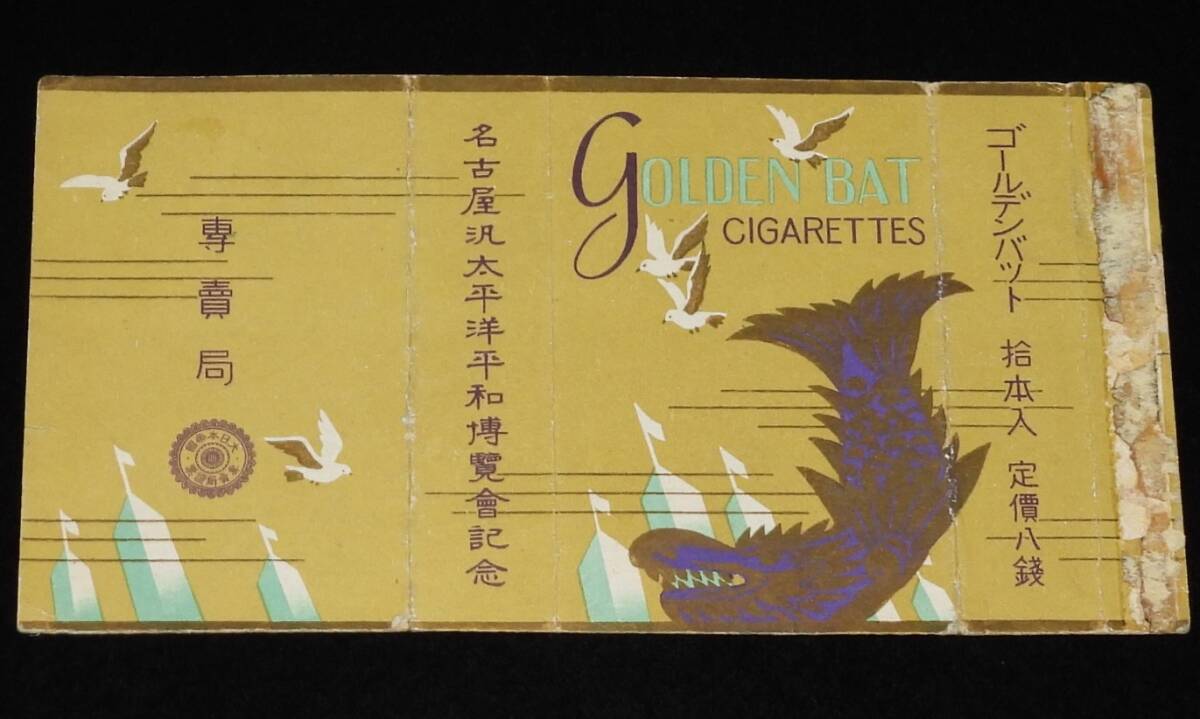 GOLDEN BAT
CIGARETTES
ゴールデンバット 拾本入 定價八錢
名古屋汎太平洋平和博覽會記念
專賣局